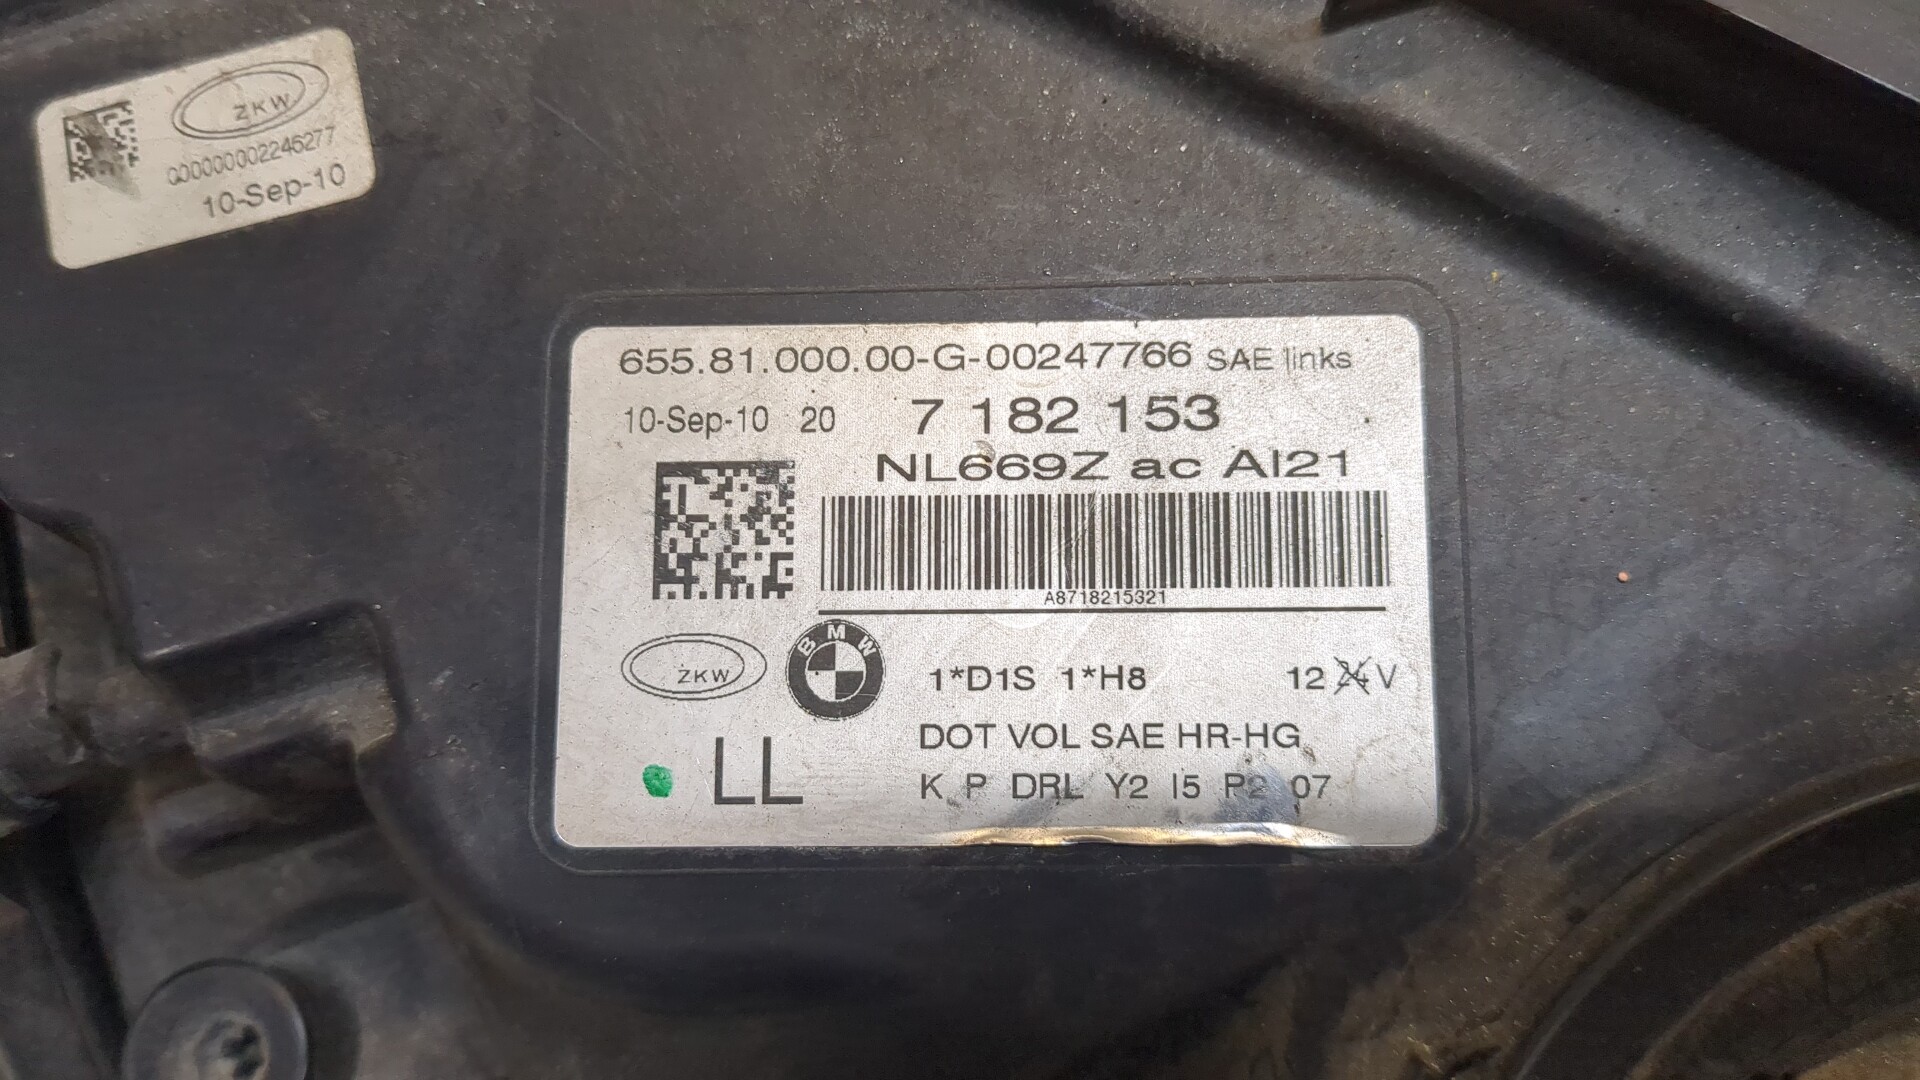 ZKW
000000002245277
10-Sep-10
655.81.000.00-G-00247766 SAE links
10-Sep-10 20 7 182 153
NL669Z ac AI21
A8718215321
ZKW BMW 1*D1S 1*H8 12 24 V
DOT VOL SAE HR-HG
LL
K P DRL Y2 I5 P2 07